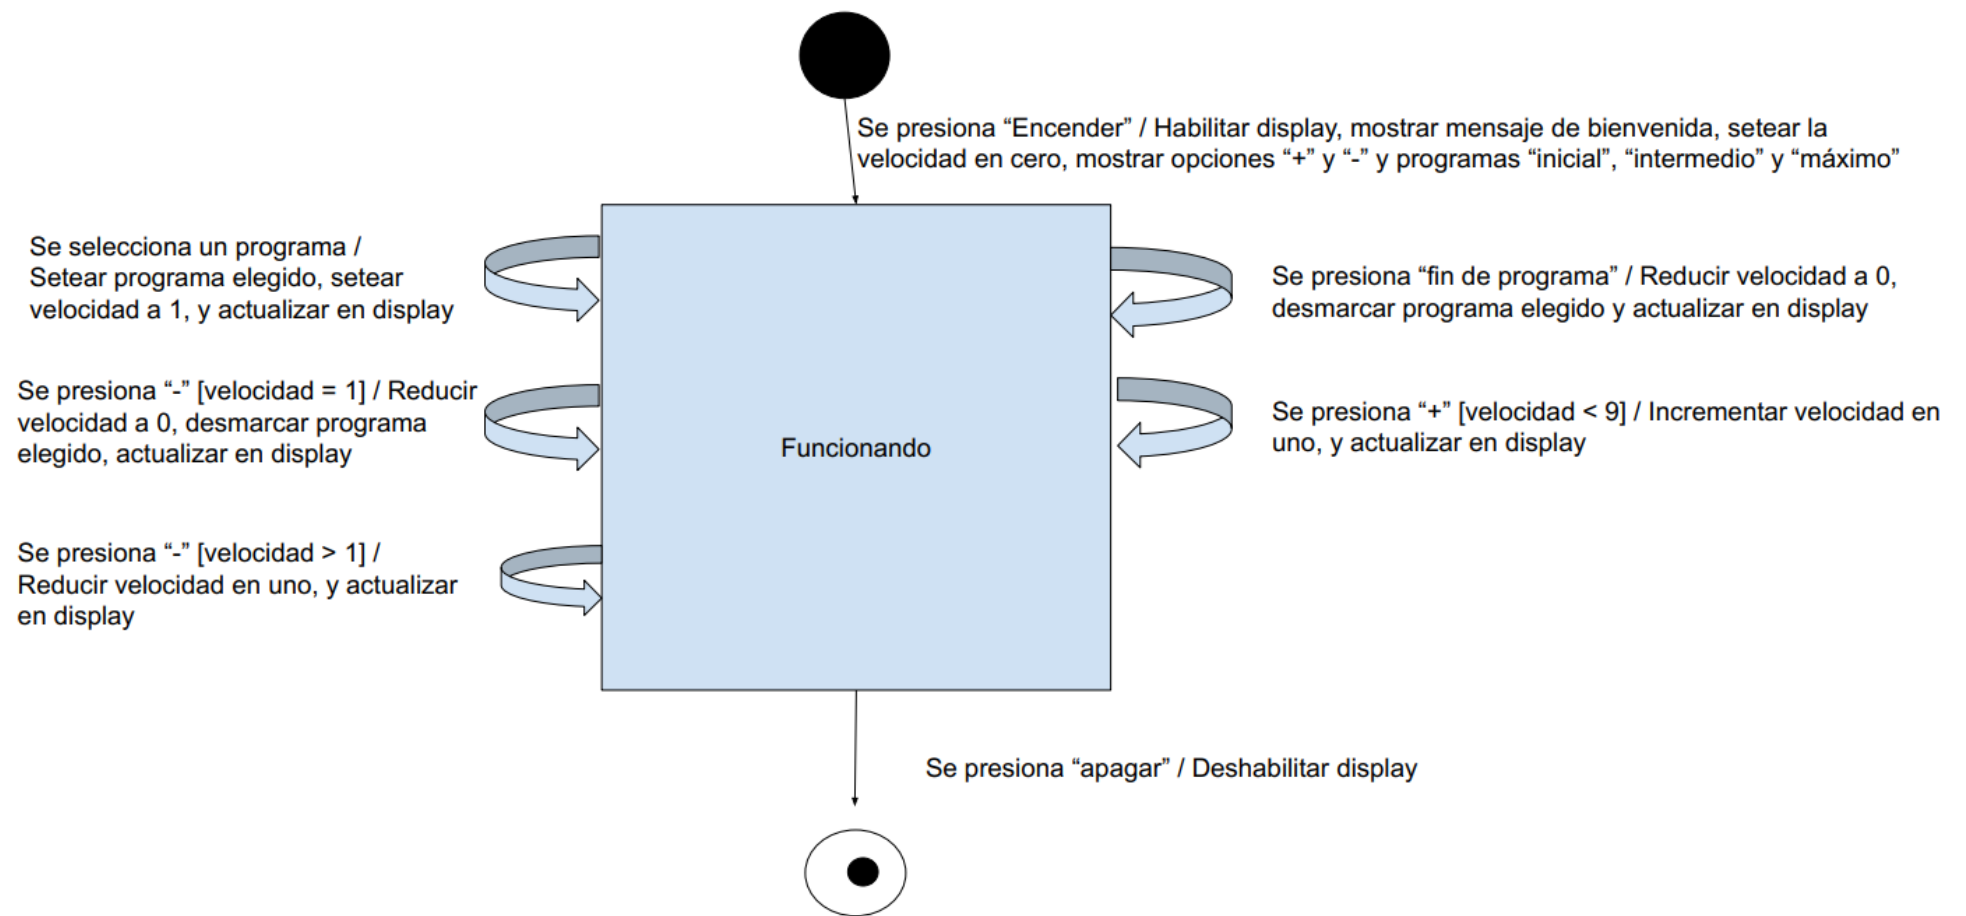 Se presiona “Encender” / Habilitar display, mostrar mensaje de bienvenida, setear la
velocidad en cero, mostrar opciones “+” y “-” y programas “inicial”, “intermedio” y “máximo”
Se selecciona un programa /
Setear programa elegido, setear
velocidad a 1, y actualizar en display
Se presiona “fin de programa” / Reducir velocidad a 0,
desmarcar programa elegido y actualizar en display
Se presiona “-” [velocidad = 1] / Reducir
velocidad a 0, desmarcar programa
elegido, actualizar en display
Se presiona “+” [velocidad < 9] / Incrementar velocidad en
uno, y actualizar en display
Funcionando
Se presiona “-” [velocidad > 1] /
Reducir velocidad en uno, y actualizar
en display
Se presiona “apagar” / Deshabilitar display